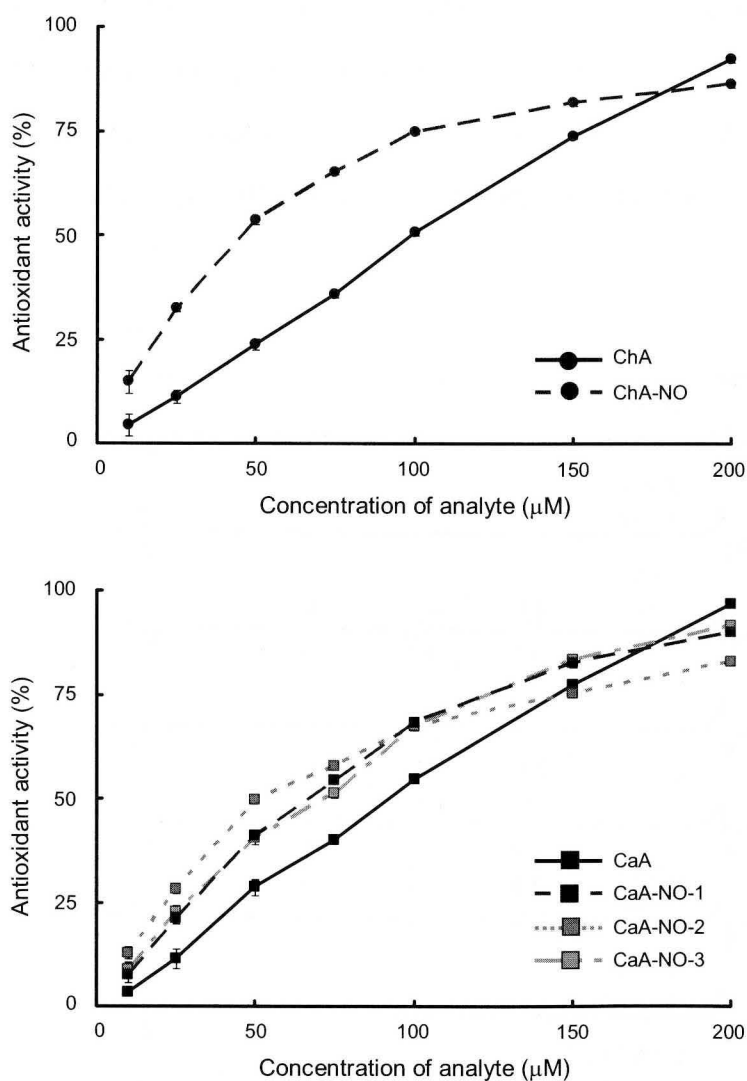 100
75
50
25
0
Antioxidant activity (%)
0 50 100 150 200
Concentration of analyte (μM)
ChA
ChA-NO
100
75
50
25
0
Antioxidant activity (%)
0 50 100 150 200
Concentration of analyte (μM)
CaA
CaA-NO-1
CaA-NO-2
CaA-NO-3